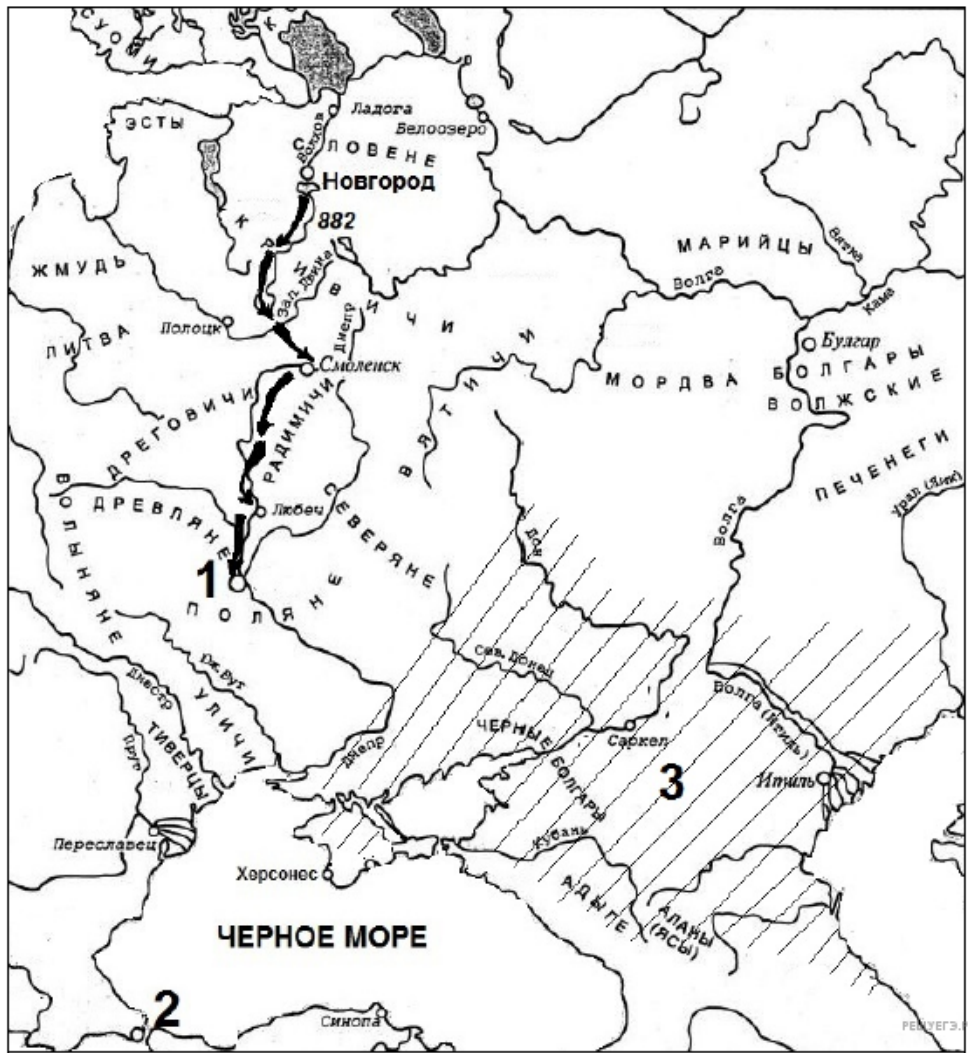 СУОМИ
К
ЭСТЫ
Ладога
Белоозеро
Волхов
СЛОВЕНЕ
Новгород
882
КРИВИЧИ
Зап. Двина
Днепр
ЖМУДЬ
ЛИТВА
Полоцк
Смоленск
МАРИЙЦЫ
Вятка
Волга
Кама
Булгар
МОРДВА
БОЛГАРЫ
ВОЛЖСКИЕ
ВЯТИЧИ
ДРЕГОВИЧИ
РАДИМИЧИ
ПЕЧЕНЕГИ
Урал (Яик)
ВОЛЫНЯНЕ
ДРЕВЛЯНЕ
Любеч
СЕВЕРЯНЕ
Волга
Дон
1
ПОЛЯНЕ
Сев. Донец
Днестр
УЛИЧИ
ТИВЕРЦЫ
Прут
Днепр
ЧЕРНЫЕ
БОЛГАРЫ
Саркел
Волга (Итиль)
3
Итиль
Переславец
Кубань
Херсонес
АДЫГЕ
АЛАНЫ
(ЯСЫ)
ЧЕРНОЕ МОРЕ
2
Синопа